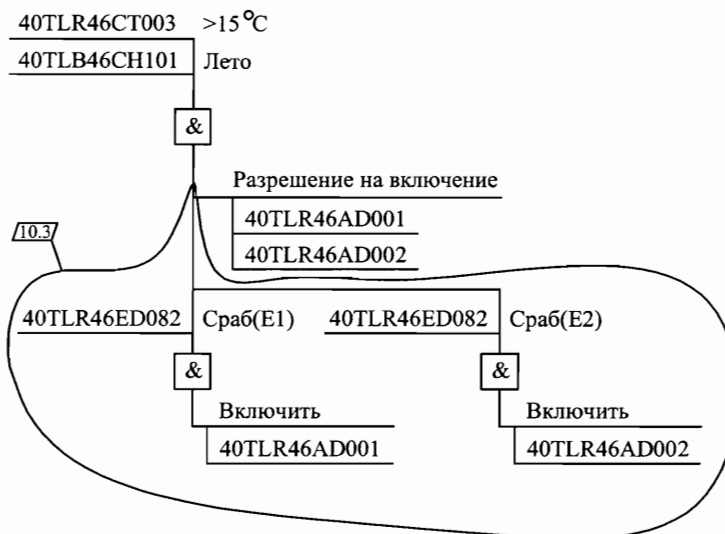 40TLR46CT003 >15 °C
40TLB46CH101 Лето
&
Разрешение на включение
40TLR46AD001
10.3
40TLR46AD002
40TLR46ED082 Сраб(E1) 40TLR46ED082 Сраб(E2)
& &
Включить Включить
40TLR46AD001 40TLR46AD002